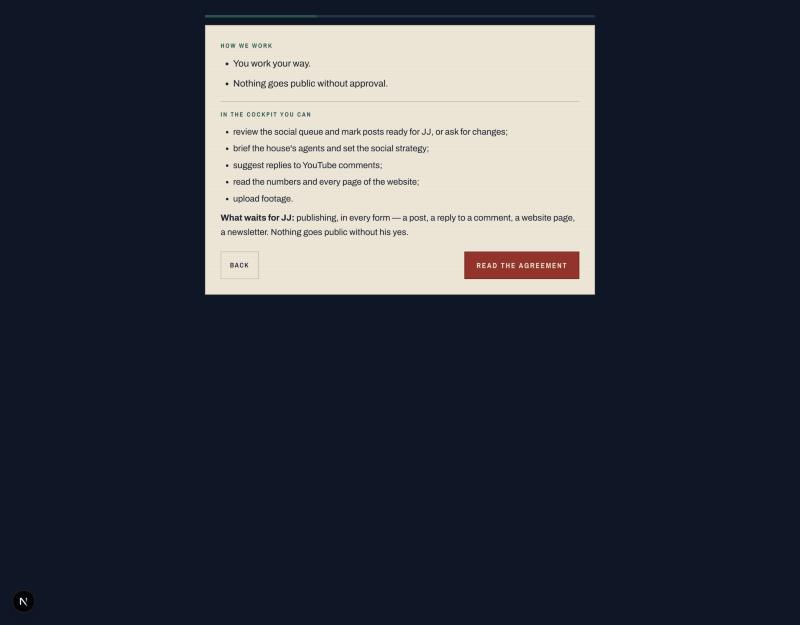 HOW WE WORK
• You work your way.
• Nothing goes public without approval.
IN THE COCKPIT YOU CAN
• review the social queue and mark posts ready for JJ, or ask for changes;
• brief the house's agents and set the social strategy;
• suggest replies to YouTube comments;
• read the numbers and every page of the website;
• upload footage.
What waits for JJ: publishing, in every form — a post, a reply to a comment, a website page,
a newsletter. Nothing goes public without his yes.
BACK
READ THE AGREEMENT
N